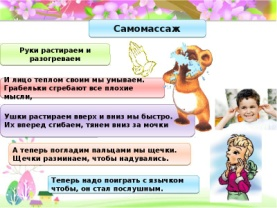 Самомассаж
Руки растираем и
разогреваем
И лицо теплом своим мы умываем.
Грабельки сгребают все плохие
мысли,
Ушки растираем вверх и вниз мы быстро.
Их вперед сгибаем, тянем вниз за мочки
А теперь погладим пальцами мы щечки.
Щечки разминаем, чтобы надувались.
Теперь надо поиграть с язычком
чтобы, он стал послушным.